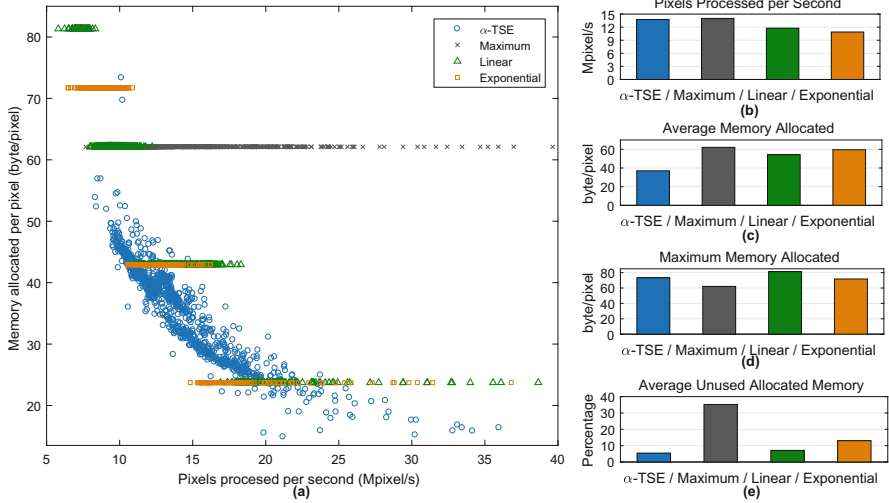 80
70
60
50
40
30
20
5
10
15
20
25
30
35
40
Memory allocated per pixel (byte/pixel)
Pixels procesed per second (Mpixel/s)
(a)
α-TSE
Maximum
Linear
Exponential
Pixels Processed per Second
15
12
9
6
3
0
Mpixel/s
α-TSE / Maximum / Linear / Exponential
(b)
Average Memory Allocated
60
40
20
0
byte/pixel
α-TSE / Maximum / Linear / Exponential
(c)
Maximum Memory Allocated
80
60
40
20
0
byte/pixel
α-TSE / Maximum / Linear / Exponential
(d)
Average Unused Allocated Memory
40
30
20
10
0
Percentage
α-TSE / Maximum / Linear / Exponential
(e)